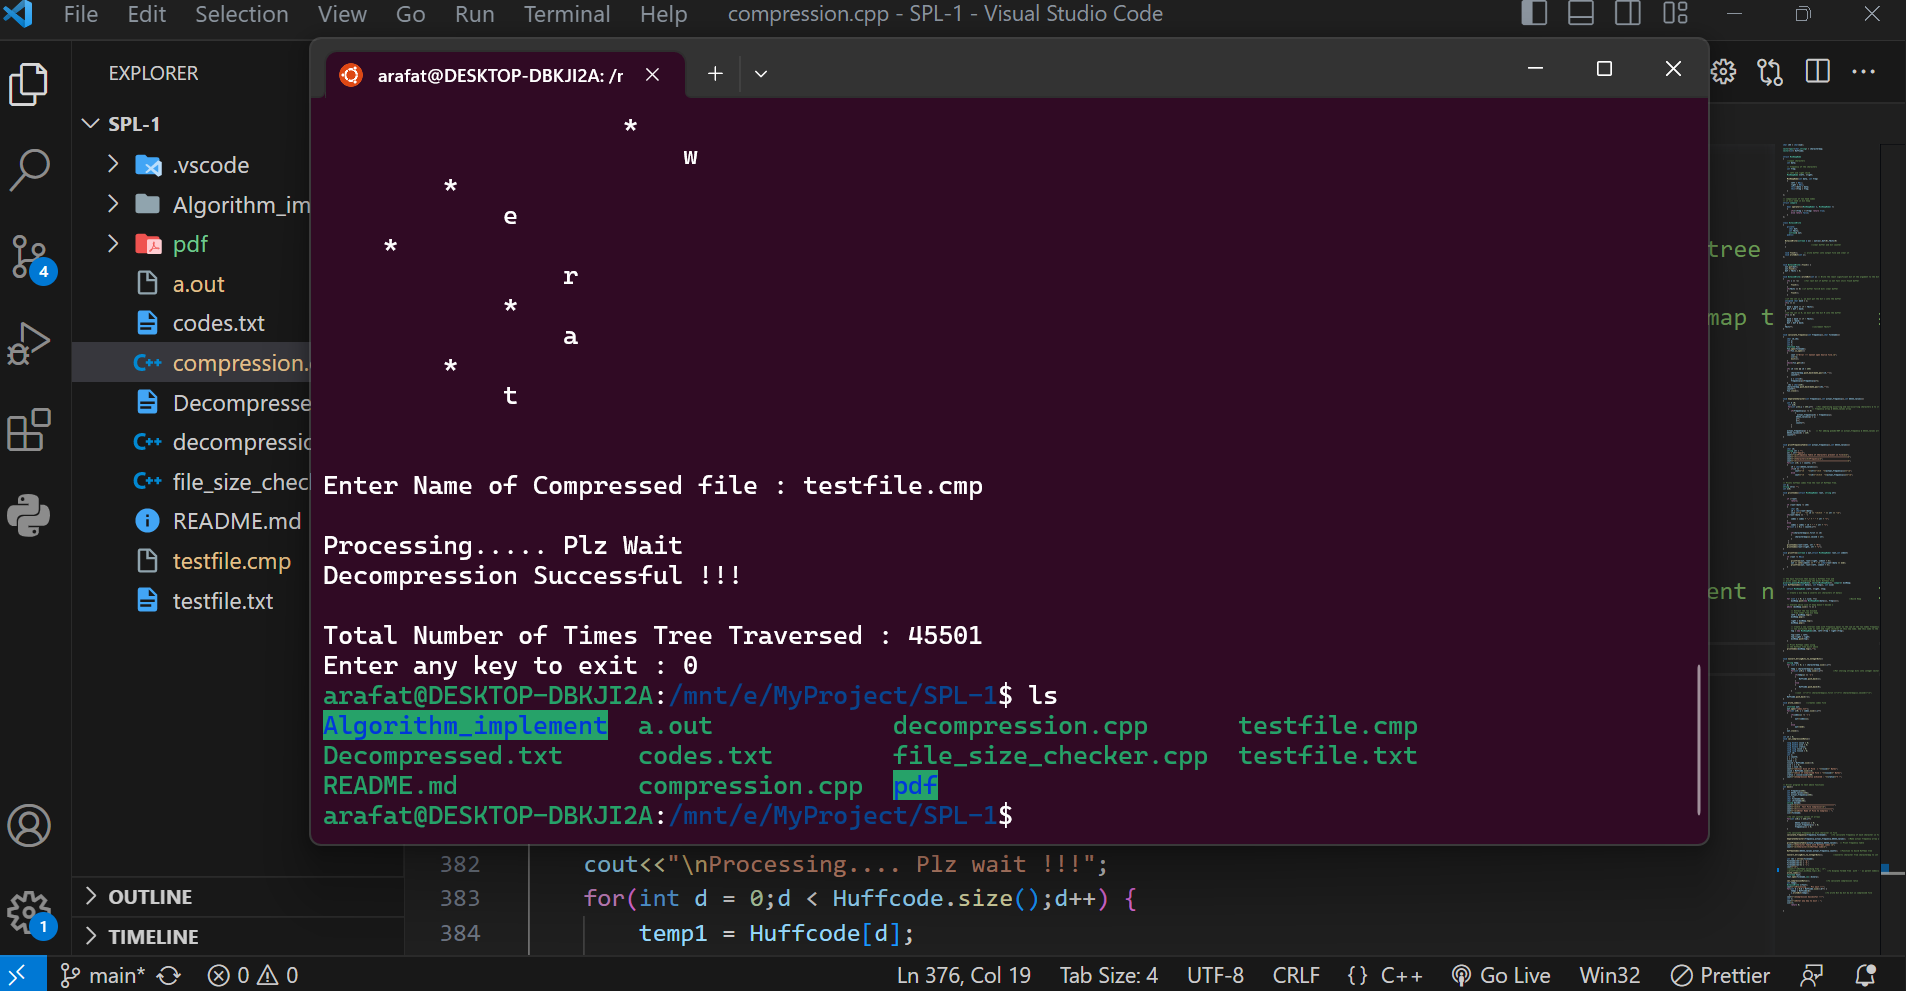 File Edit Selection View Go Run Terminal Help compression.cpp - SPL-1 - Visual Studio Code
EXPLORER
SPL-1
.vscode
Algorithm_im
pdf
a.out
codes.txt
compression.
Decompresse
decompressio
file_size_chec
README.md
testfile.cmp
testfile.txt
4
1
OUTLINE
TIMELINE
arafat@DESKTOP-DBKJI2A: /r
*
w
*
e
*
r
*
a
*
t
Enter Name of Compressed file : testfile.cmp
Processing..... Plz Wait
Decompression Successful !!!
Total Number of Times Tree Traversed : 45501
Enter any key to exit : 0
arafat@DESKTOP-DBKJI2A:/mnt/e/MyProject/SPL-1$ ls
Algorithm_implement a.out decompression.cpp testfile.cmp
Decompressed.txt codes.txt file_size_checker.cpp testfile.txt
README.md compression.cpp pdf
arafat@DESKTOP-DBKJI2A:/mnt/e/MyProject/SPL-1$
tree
map t
ent n
382 cout<<"\nProcessing.... Plz wait !!!";
383 for(int d = 0;d < Huffcode.size();d++) {
384 temp1 = Huffcode[d];
main* 0 0 Ln 376, Col 19 Tab Size: 4 UTF-8 CRLF {} C++ Go Live Win32 Prettier